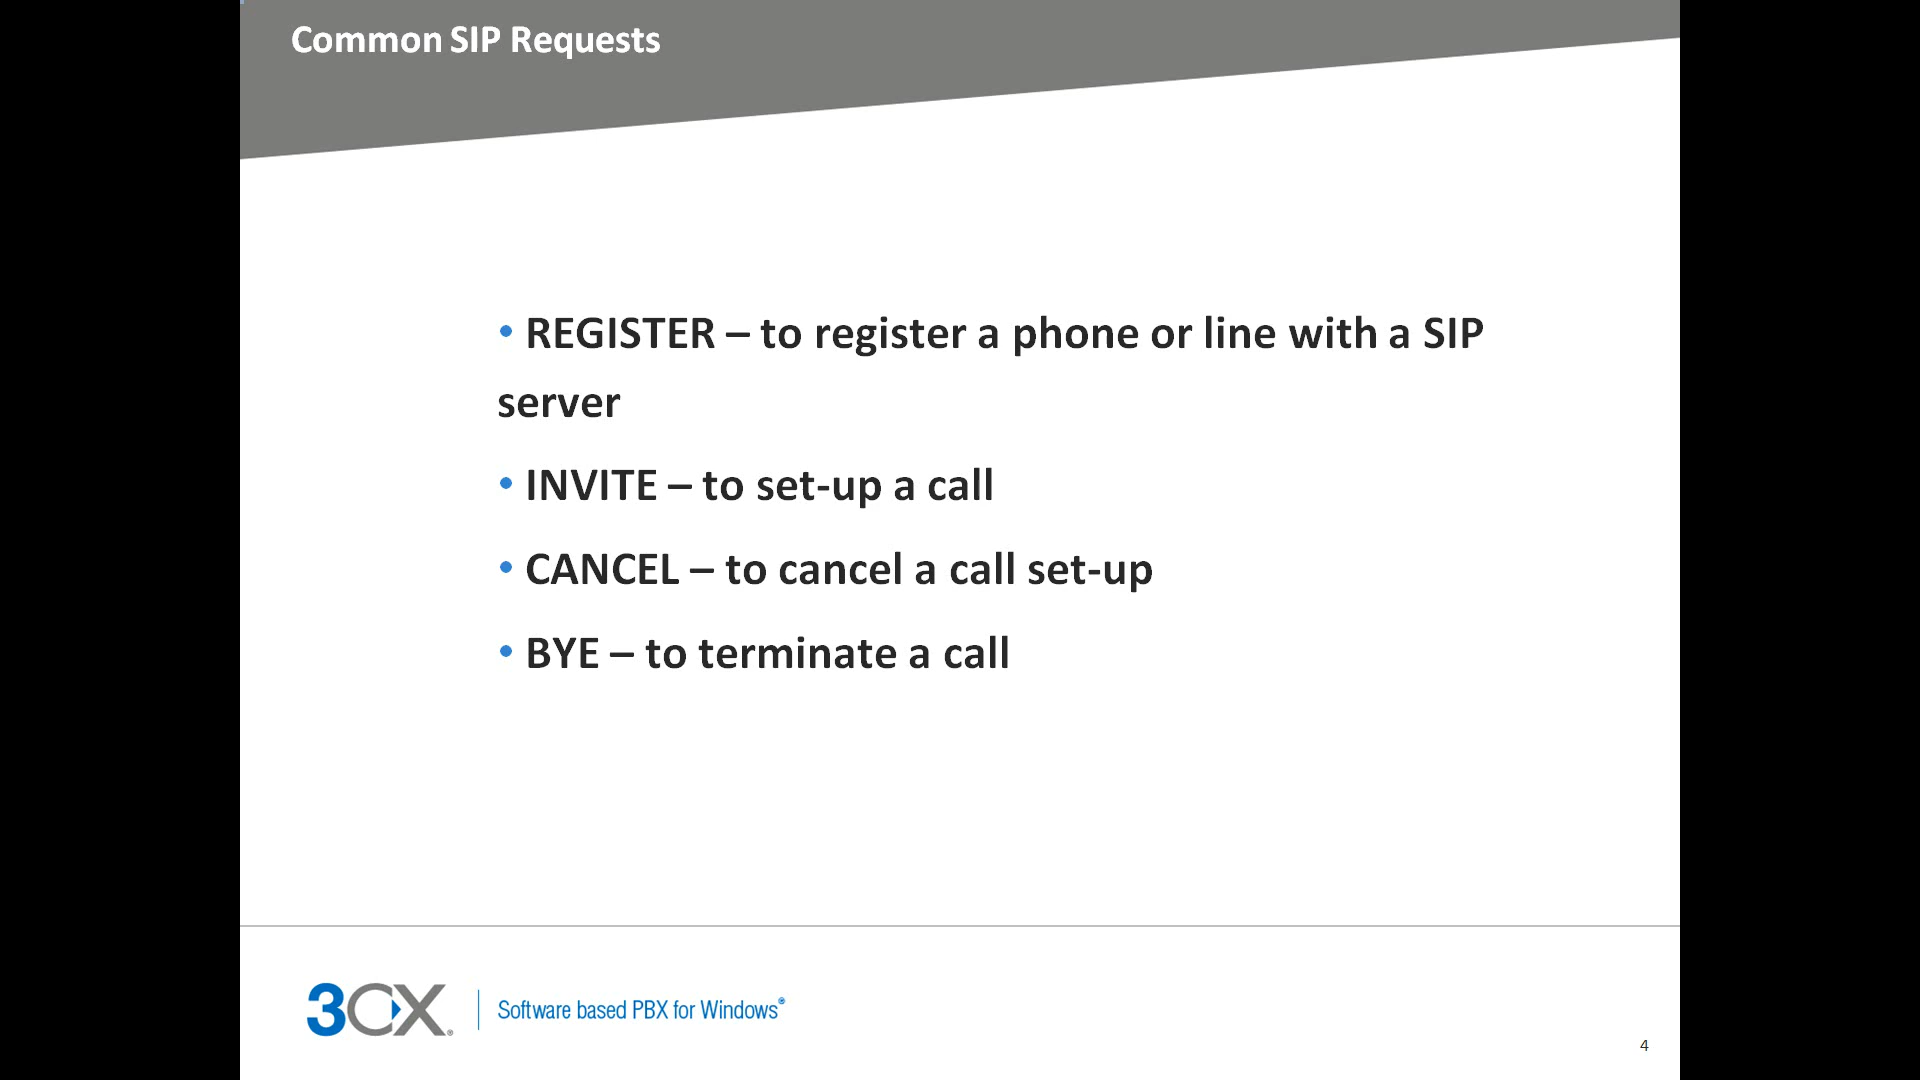 Common SIP Requests
• REGISTER – to register a phone or line with a SIP
server
• INVITE – to set-up a call
• CANCEL – to cancel a call set-up
• BYE – to terminate a call
3CX® Software based PBX for Windows®
4